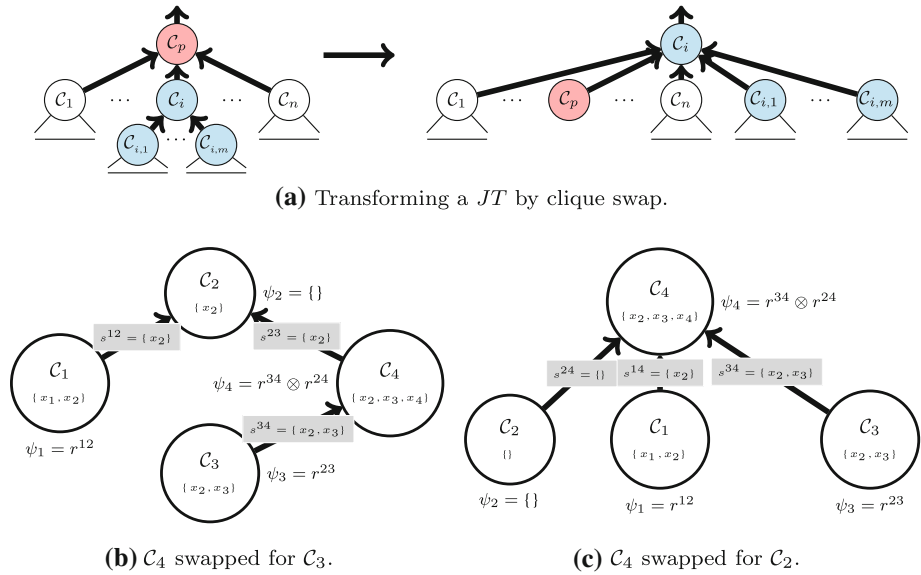 C_p
C_1 ··· C_i ··· C_n
C_{i,1} ··· C_{i,m}
C_i
C_1 ··· C_p ··· C_n C_{i,1} ··· C_{i,m}
(a) Transforming a JT by clique swap.
C_2
{x_2}
ψ_2 = {}
s^{12} = {x_2}
s^{23} = {x_2}
C_1
{x_1, x_2}
ψ_1 = r^{12}
ψ_4 = r^{34} ⊗ r^{24}
C_4
{x_2, x_3, x_4}
s^{34} = {x_2, x_3}
C_3
{x_2, x_3}
ψ_3 = r^{23}
(b) C_4 swapped for C_3.
C_4
{x_2, x_3, x_4}
ψ_4 = r^{34} ⊗ r^{24}
s^{24} = {}
s^{14} = {x_2}
s^{34} = {x_2, x_3}
C_2
{}
ψ_2 = {}
C_1
{x_1, x_2}
ψ_1 = r^{12}
C_3
{x_2, x_3}
ψ_3 = r^{23}
(c) C_4 swapped for C_2.